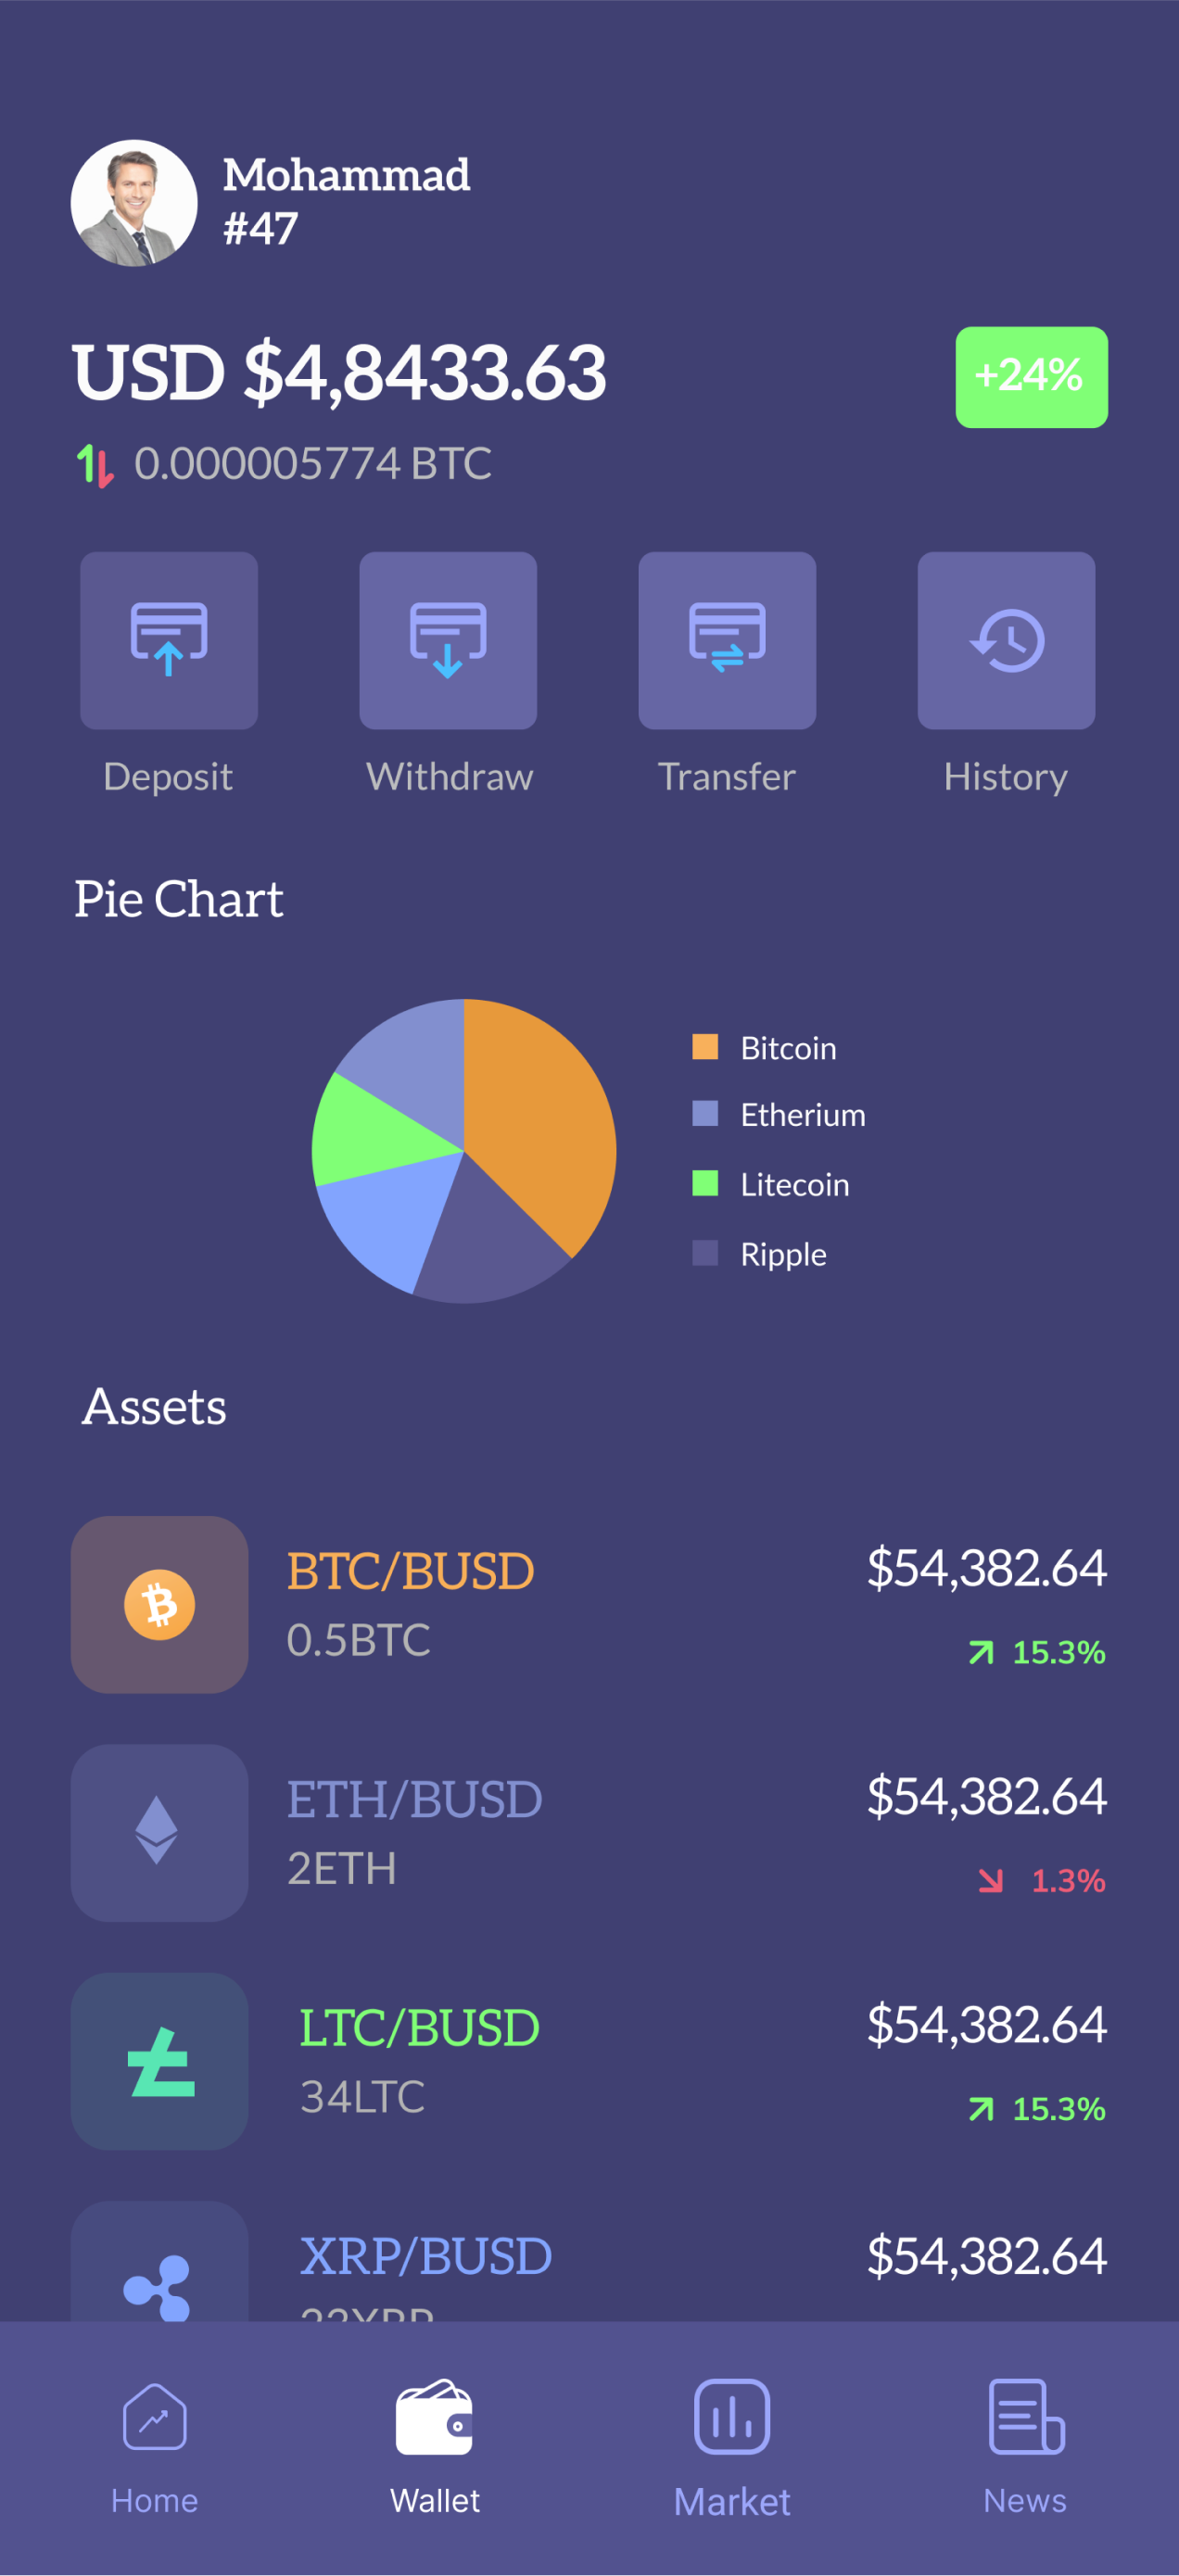 Mohammad
#47
USD $4,8433.63
+24%
0.000005774 BTC
Deposit
Withdraw
Transfer
History
Pie Chart
Bitcoin
Etherium
Litecoin
Ripple
Assets
BTC/BUSD
$54,382.64
0.5BTC
15.3%
ETH/BUSD
$54,382.64
2ETH
1.3%
LTC/BUSD
$54,382.64
34LTC
15.3%
XRP/BUSD
$54,382.64
Home
Wallet
Market
News